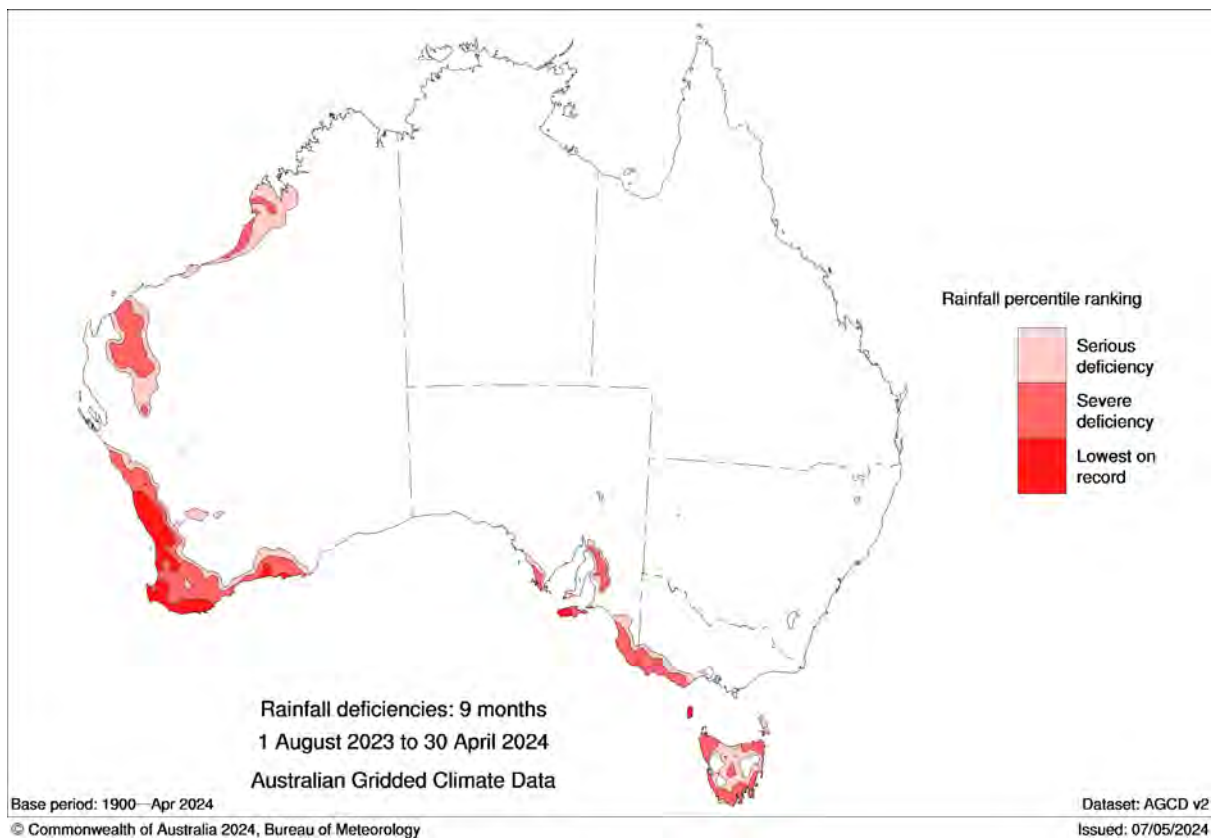 Rainfall percentile ranking
Serious
deficiency
Severe
deficiency
Lowest on
record
Rainfall deficiencies: 9 months
1 August 2023 to 30 April 2024
Australian Gridded Climate Data
Base period: 1900—Apr 2024
Dataset: AGCD v2
© Commonwealth of Australia 2024, Bureau of Meteorology
Issued: 07/05/2024